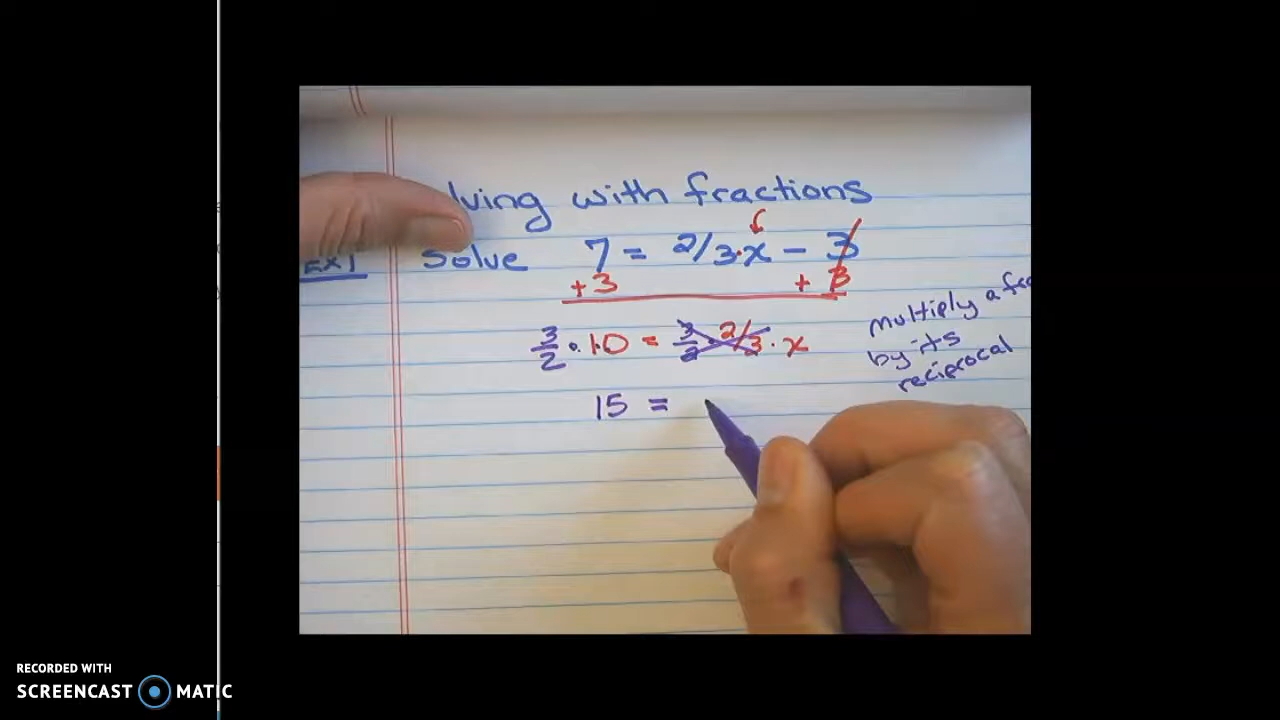 lving with fractions
EX1 Solve 7 = 2/3·x - 3
+3 + 3
3/2 · 10 = 3/2 · 2/3 · x
multiply a frac
by its
reciprocal
15 =
RECORDED WITH
SCREENCAST MATIC